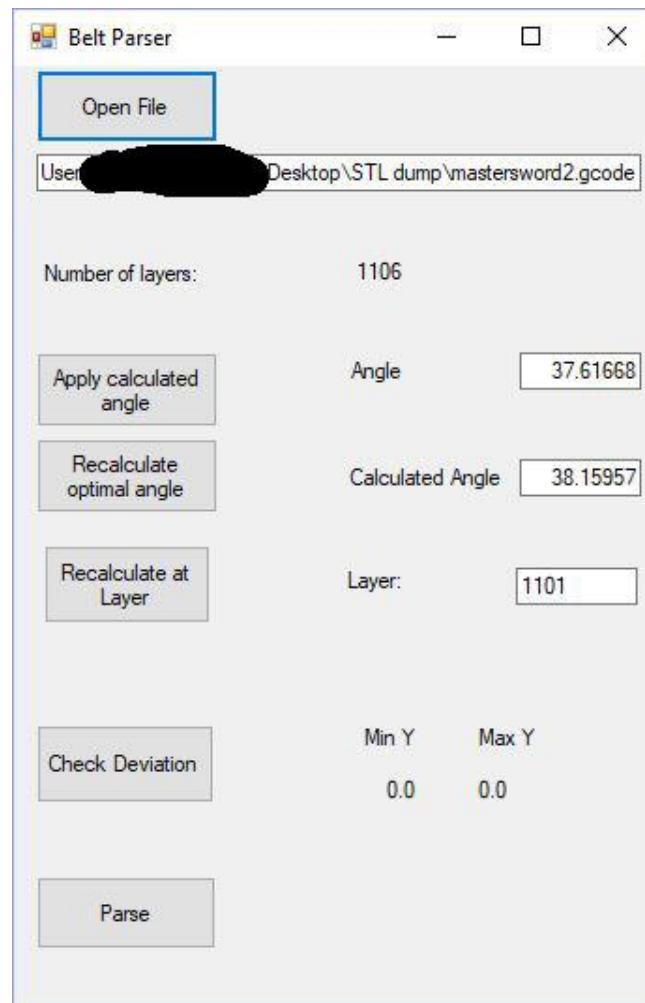 Belt Parser
Open File
User Desktop\STL dump\mastersword2.gcode
Number of layers: 1106
Apply calculated
angle
Angle 37.61668
Recalculate
optimal angle
Calculated Angle 38.15957
Recalculate at
Layer
Layer: 1101
Check Deviation
Min Y Max Y
0.0 0.0
Parse